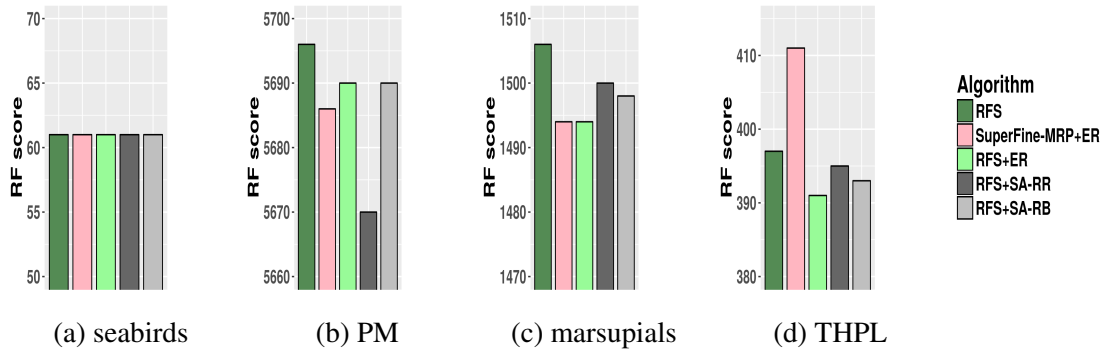 70
65
60
55
50
RF score
(a) seabirds
5700
5690
5680
5670
5660
RF score
(b) PM
1510
1500
1490
1480
1470
RF score
(c) marsupials
410
400
390
380
RF score
(d) THPL
Algorithm
RFS
SuperFine-MRP+ER
RFS+ER
RFS+SA-RR
RFS+SA-RB